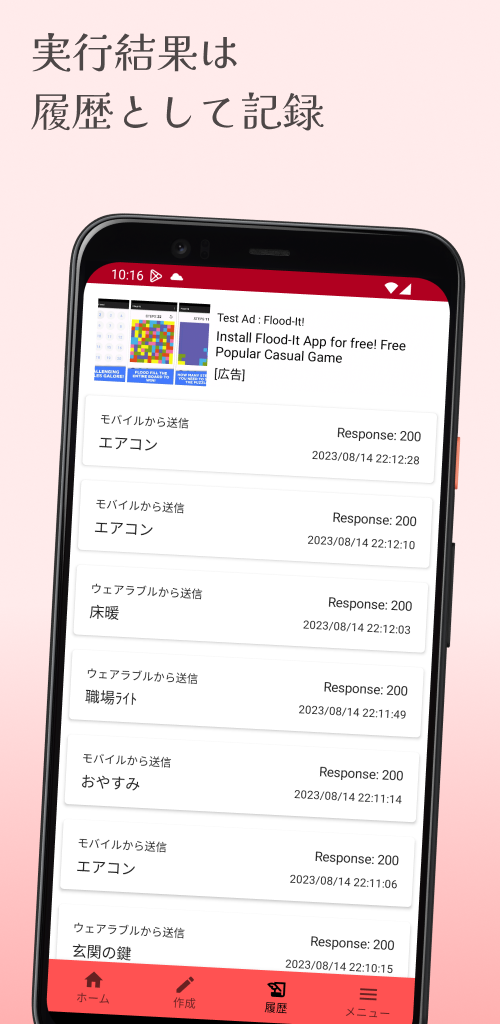 実行結果は
履歴として記録
10:16
Test Ad : Flood-It!
Install Flood-It App for free! Free
Popular Casual Game
[広告]
モバイルから送信
エアコン
Response: 200
2023/08/14 22:12:28
モバイルから送信
エアコン
Response: 200
2023/08/14 22:12:10
ウェアラブルから送信
床暖
Response: 200
2023/08/14 22:12:03
ウェアラブルから送信
職場ﾗｲﾄ
Response: 200
2023/08/14 22:11:49
モバイルから送信
おやすみ
Response: 200
2023/08/14 22:11:14
モバイルから送信
エアコン
Response: 200
2023/08/14 22:11:06
ウェアラブルから送信
玄関の鍵
Response: 200
2023/08/14 22:10:15
ホーム
作成
履歴
メニュー